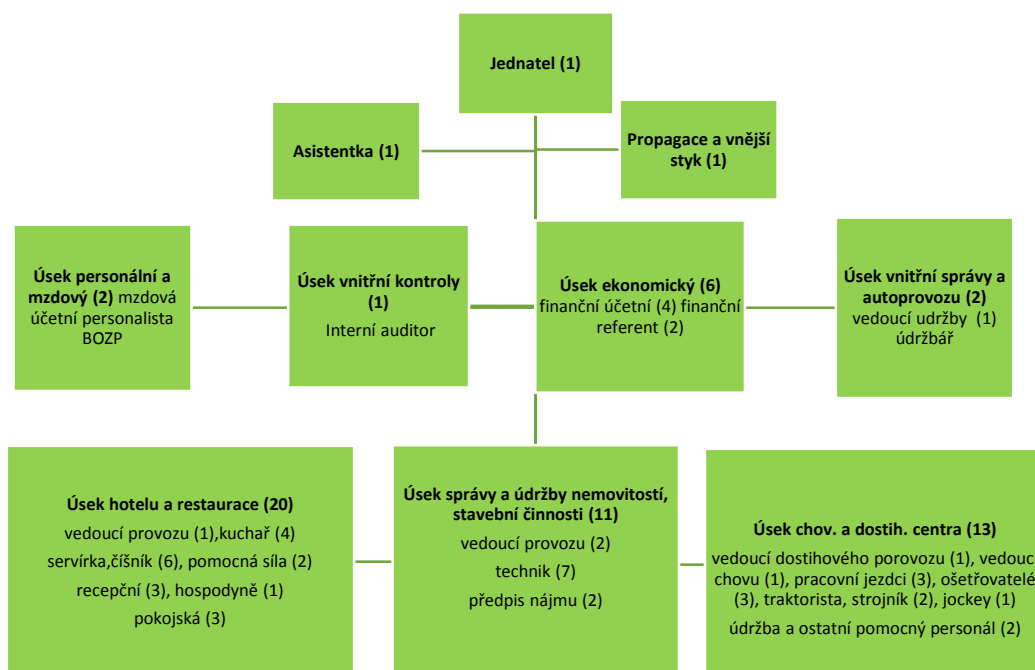 Jednatel (1)
Asistentka (1)
Propagace a vnější
styk (1)
Úsek personální a
mzdový (2) mzdová
účetní personalista
BOZP
Úsek vnitřní kontroly
(1)
Interní auditor
Úsek ekonomický (6)
finanční účetní (4) finanční
referent (2)
Úsek vnitřní správy a
autoprovozu (2)
vedoucí udržby (1)
údržbář
Úsek hotelu a restaurace (20)
vedoucí provozu (1),kuchař (4)
servírka,číšník (6), pomocná síla (2)
recepční (3), hospodyně (1)
pokojská (3)
Úsek správy a údržby nemovitostí,
stavební činnosti (11)
vedoucí provozu (2)
technik (7)
předpis nájmu (2)
Úsek chov. a dostih. centra (13)
vedoucí dostihového porovozu (1), vedouc
chovu (1), pracovní jezdci (3), ošetřovatelé
(3), traktorista, strojník (2), jockey (1)
údržba a ostatní pomocný personál (2)